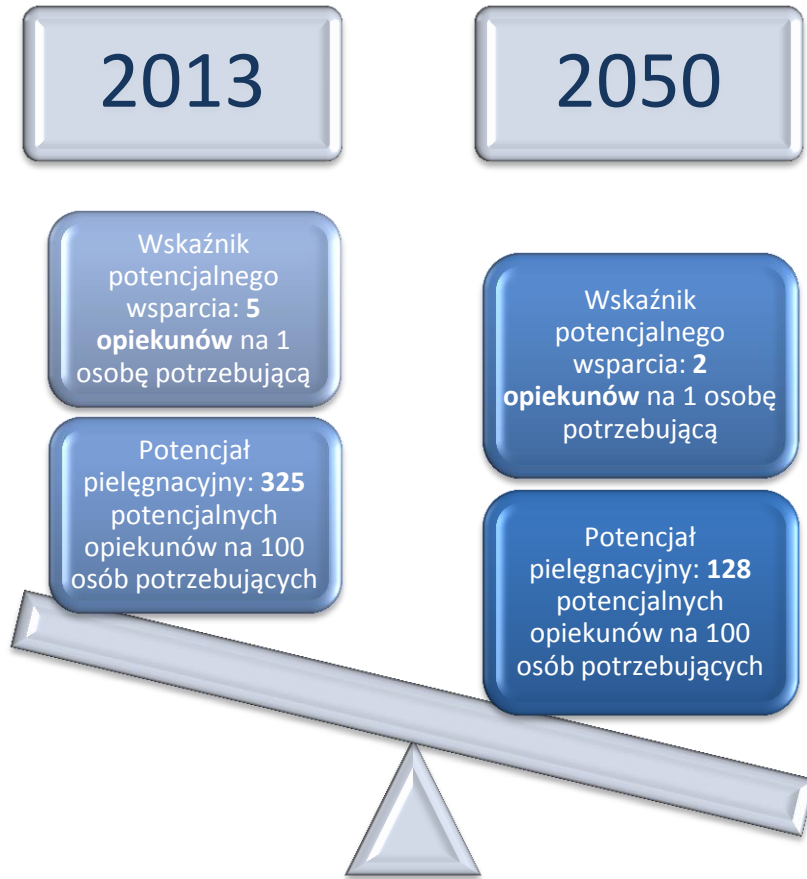 2013
2050
Wskaźnik
potencjalnego
wsparcia: 5
opiekunów na 1
osobę potrzebującą
Potencjał
pielęgnacyjny: 325
potencjalnych
opiekunów na 100
osób potrzebujących
Wskaźnik
potencjalnego
wsparcia: 2
opiekunów na 1 osobę
potrzebującą
Potencjał
pielęgnacyjny: 128
potencjalnych
opiekunów na 100
osób potrzebujących